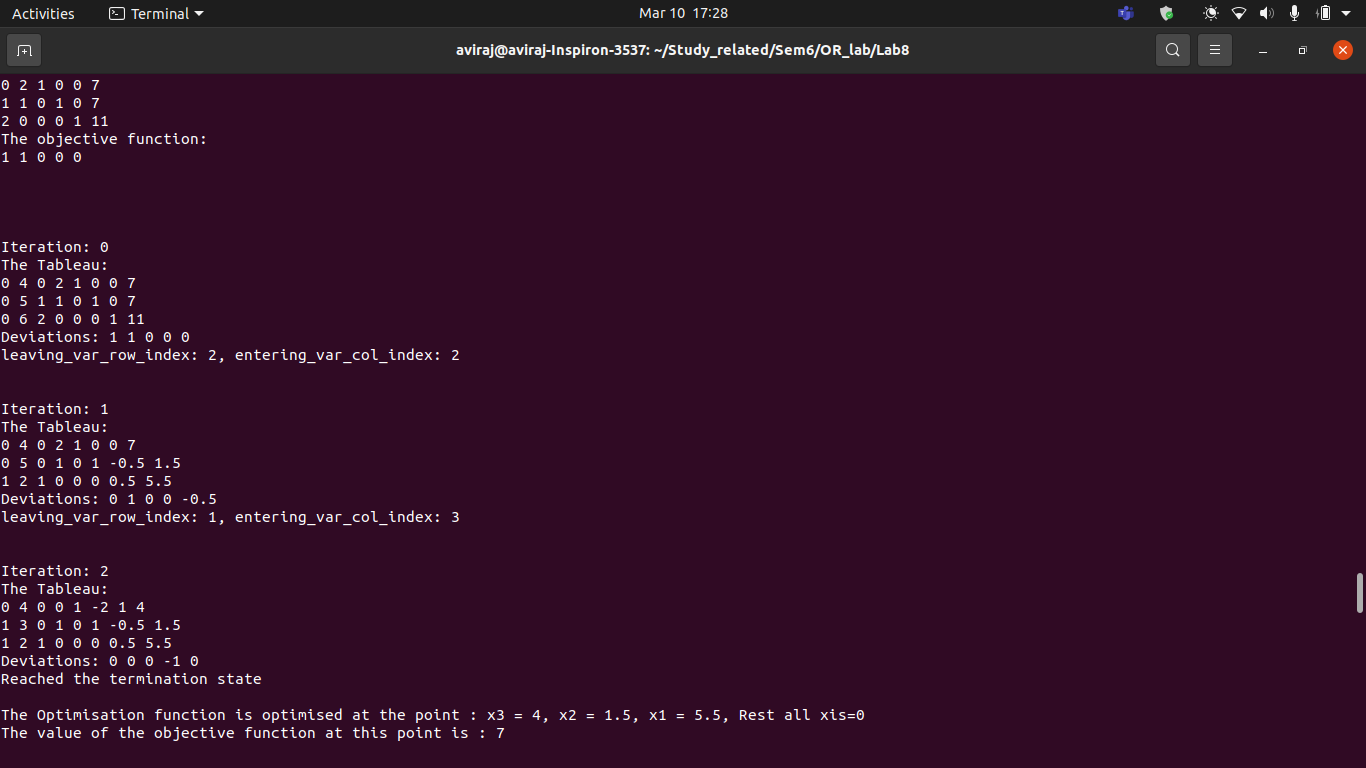 Activities Terminal Mar 10 17:28
aviraj@aviraj-Inspiron-3537: ~/Study_related/Sem6/OR_lab/Lab8
0 2 1 0 0 7
1 1 0 1 0 7
2 0 0 0 1 11
The objective function:
1 1 0 0 0
Iteration: 0
The Tableau:
0 4 0 2 1 0 0 7
0 5 1 1 0 1 0 7
0 6 2 0 0 0 1 11
Deviations: 1 1 0 0 0
leaving_var_row_index: 2, entering_var_col_index: 2
Iteration: 1
The Tableau:
0 4 0 2 1 0 0 7
0 5 0 1 0 1 -0.5 1.5
1 2 1 0 0 0 0.5 5.5
Deviations: 0 1 0 0 -0.5
leaving_var_row_index: 1, entering_var_col_index: 3
Iteration: 2
The Tableau:
0 4 0 0 1 -2 1 4
1 3 0 1 0 1 -0.5 1.5
1 2 1 0 0 0 0.5 5.5
Deviations: 0 0 0 -1 0
Reached the termination state
The Optimisation function is optimised at the point : x3 = 4, x2 = 1.5, x1 = 5.5, Rest all xis=0
The value of the objective function at this point is : 7